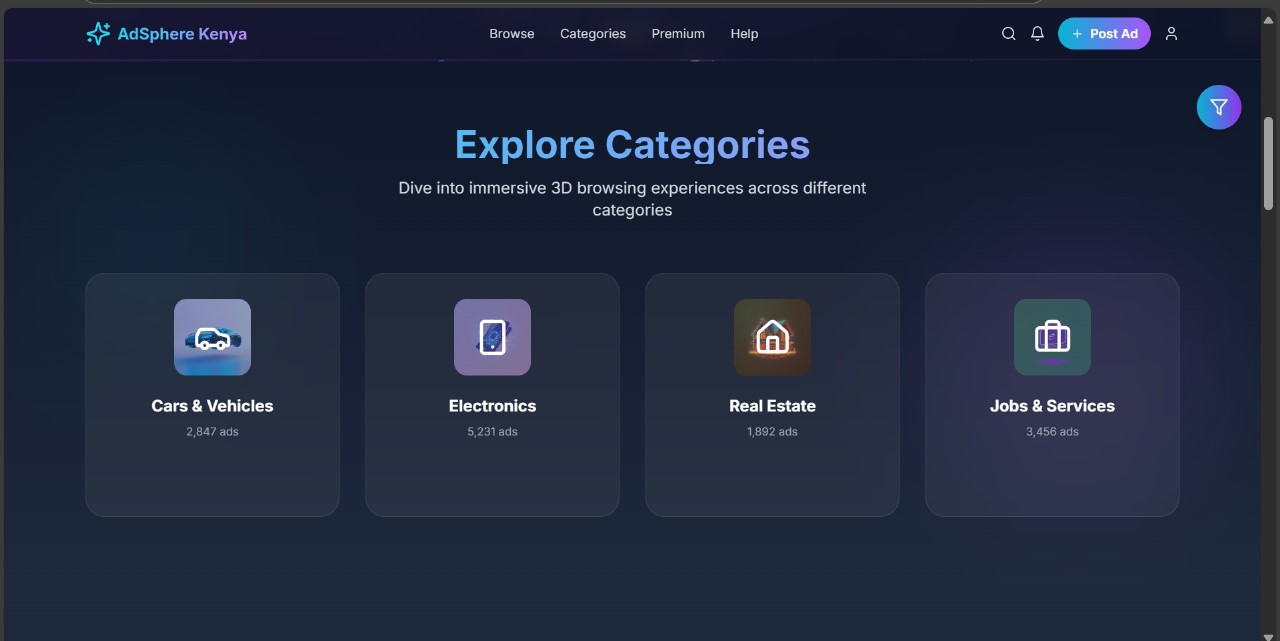 AdSphere Kenya
Browse
Categories
Premium
Help
+ Post Ad
Explore Categories
Dive into immersive 3D browsing experiences across different
categories
Cars & Vehicles
2,847 ads
Electronics
5,231 ads
Real Estate
1,892 ads
Jobs & Services
3,456 ads